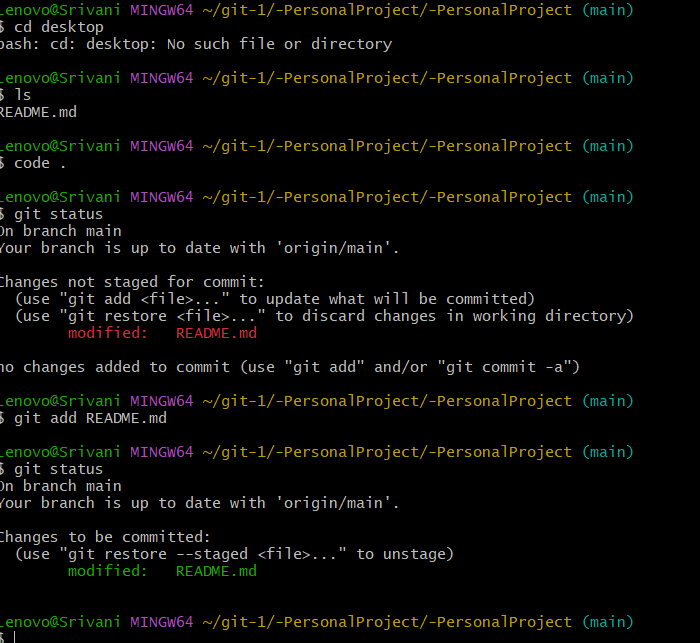 Lenovo@Srivani MINGW64 ~/git-1/-PersonalProject/-PersonalProject (main)
$ cd desktop
bash: cd: desktop: No such file or directory
Lenovo@Srivani MINGW64 ~/git-1/-PersonalProject/-PersonalProject (main)
$ ls
README.md
Lenovo@Srivani MINGW64 ~/git-1/-PersonalProject/-PersonalProject (main)
$ code .
Lenovo@Srivani MINGW64 ~/git-1/-PersonalProject/-PersonalProject (main)
$ git status
On branch main
Your branch is up to date with 'origin/main'.
Changes not staged for commit:
  (use "git add <file>..." to update what will be committed)
  (use "git restore <file>..." to discard changes in working directory)
        modified:   README.md
no changes added to commit (use "git add" and/or "git commit -a")
Lenovo@Srivani MINGW64 ~/git-1/-PersonalProject/-PersonalProject (main)
$ git add README.md
Lenovo@Srivani MINGW64 ~/git-1/-PersonalProject/-PersonalProject (main)
$ git status
On branch main
Your branch is up to date with 'origin/main'.
Changes to be committed:
  (use "git restore --staged <file>..." to unstage)
        modified:   README.md
Lenovo@Srivani MINGW64 ~/git-1/-PersonalProject/-PersonalProject (main)
$